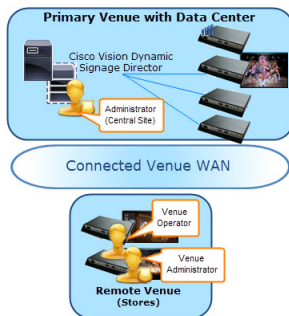 Primary Venue with Data Center
Cisco Vision Dynamic
Signage Director
Administrator
(Central Site)
Connected Venue WAN
Venue
Operator
Venue
Administrator
Remote Venue
(Stores)